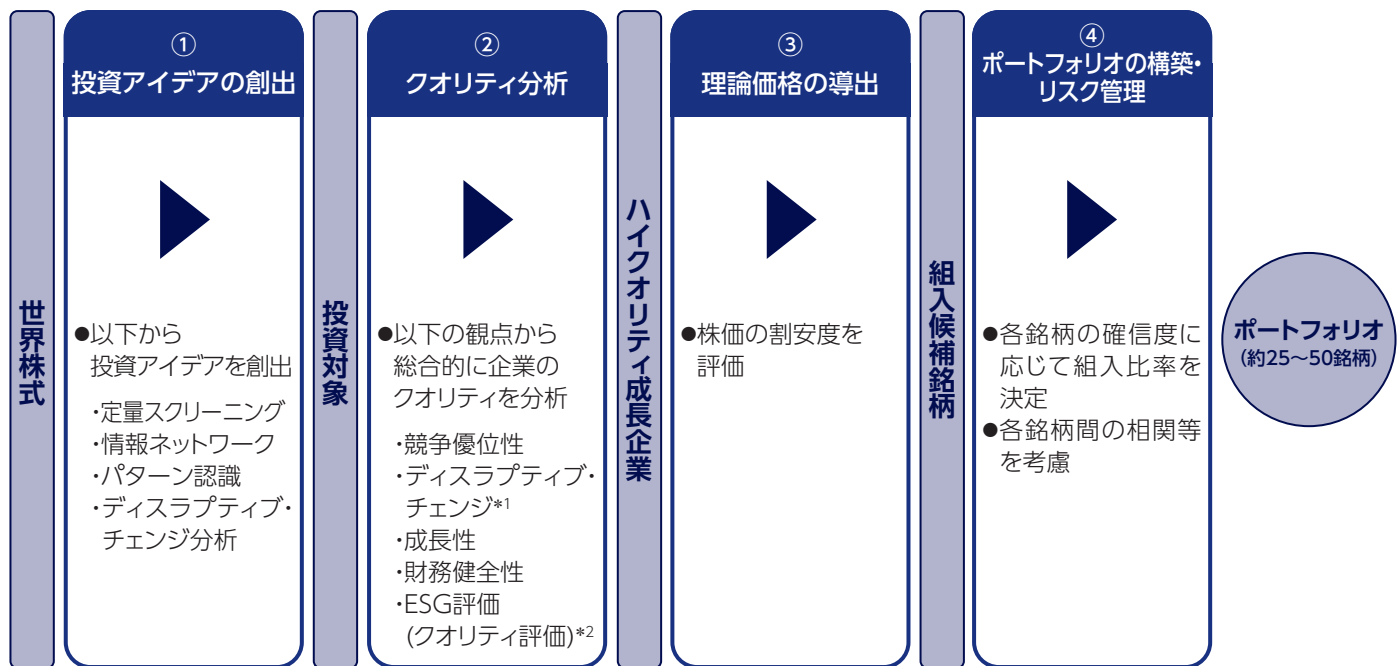 世界株式
①
投資アイデアの創出
●以下から
投資アイデアを創出
・定量スクリーニング
・情報ネットワーク
・パターン認識
・ディスラプティブ・
チェンジ分析
投資対象
②
クオリティ分析
●以下の観点から
総合的に企業の
クオリティを分析
・競争優位性
・ディスラプティブ・
チェンジ*1
・成長性
・財務健全性
・ESG評価
(クオリティ評価)*2
ハイクオリティ成長企業
③
理論価格の導出
●株価の割安度を
評価
組入候補銘柄
④
ポートフォリオの構築・
リスク管理
●各銘柄の確信度に
応じて組入比率を
決定
●各銘柄間の相関等
を考慮
ポートフォリオ
(約25～50銘柄)